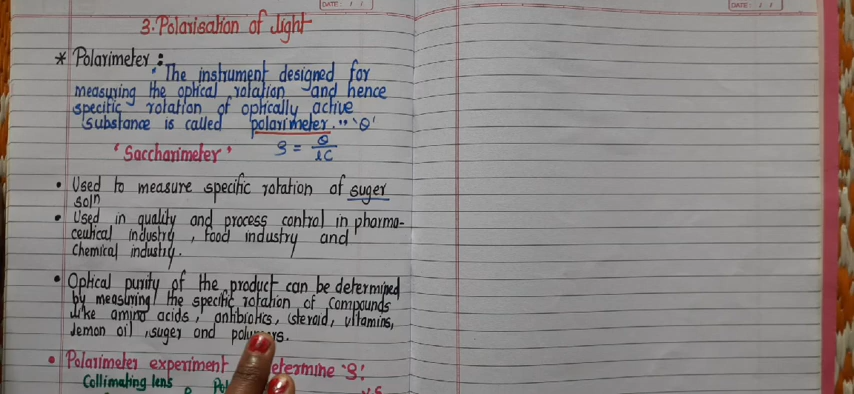 DATE: / /
DATE: / /
3. Polarisation of light
* Polarimeter :
" The instrument designed for
measuring the optical rotation and hence
specific rotation of optically active
substance is called polarimeter." 'θ'
' Saccharimeter '
S = θ / lC
• Used to measure specific rotation of suger
soln
• Used in quality and process control in pharma-
ceutical industry , food industry and
chemical industry.
• Optical purity of the product can be determined
by measuring the specific rotation of compounds
like amino acids, antibiotics, steroid, vitamins,
lemon oil ,suger and
• Polarimeter experiment 'S'
Collimating lens